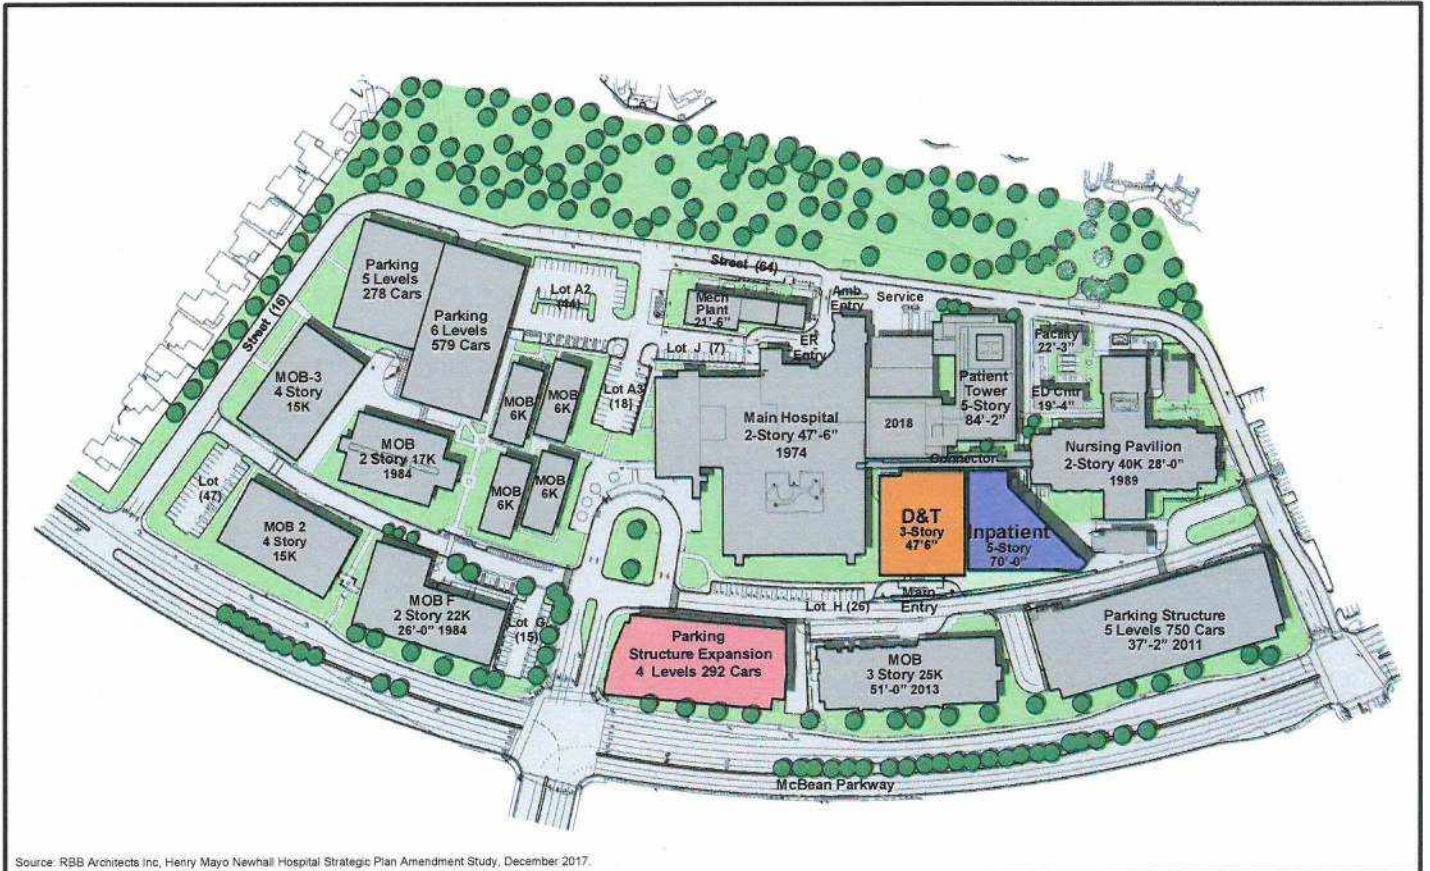 Street (64)
Street (16)
Parking
5 Levels
278 Cars
Parking
6 Levels
579 Cars
Lot A2
(44)
Mech
Plant
21'-6"
Amb
Entry
Service
ER
Entry
Lot J (7)
Lot A3
(18)
MOB-3
4 Story
15K
MOB
6K
MOB
6K
MOB
6K
MOB
6K
MOB
2 Story 17K
1984
Main Hospital
2-Story 47'-6"
1974
2018
Patient
Tower
5-Story
84'-2"
Facility
22'-3"
ED Cntr
19'-4"
Connector
Nursing Pavilion
2-Story 40K 28'-0"
1989
Lot
(47)
MOB 2
4 Story
15K
MOB F
2 Story 22K
26'-0" 1984
Lot G
(15)
D&T
3-Story
47'6"
Inpatient
5-Story
70'-0"
Main
Entry
Lot H (26)
Parking
Structure Expansion
4 Levels 292 Cars
MOB
3 Story 25K
51'-0" 2013
Parking Structure
5 Levels 750 Cars
37'-2" 2011
McBean Parkway
Source: RBB Architects Inc, Henry Mayo Newhall Hospital Strategic Plan Amendment Study, December 2017.